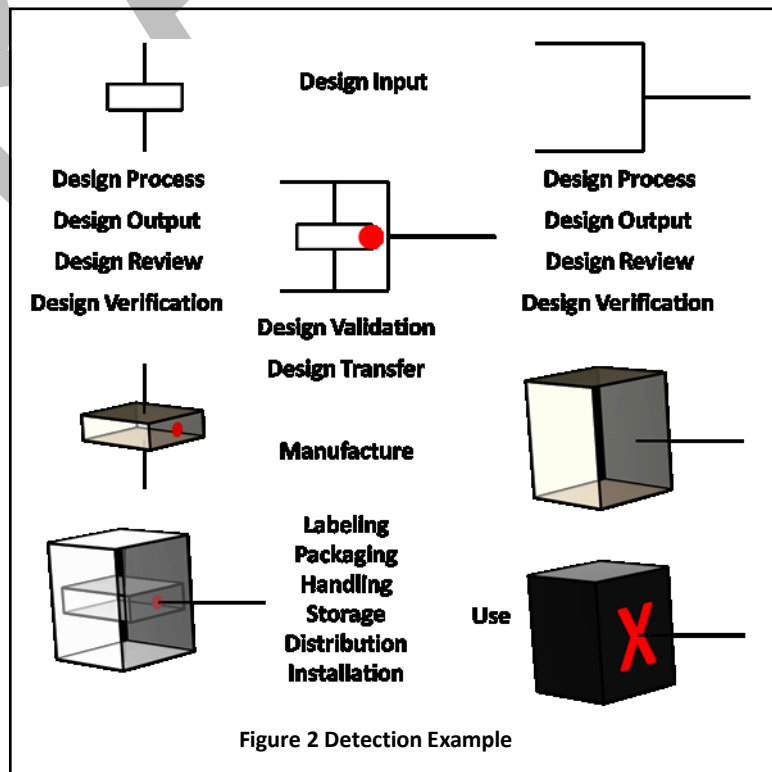 Design Input
Design Process
Design Output
Design Review
Design Verification
Design Process
Design Output
Design Review
Design Verification
Design Validation
Design Transfer
Manufacture
Labeling
Packaging
Handling
Storage
Distribution
Installation
Use
X
Figure 2 Detection Example